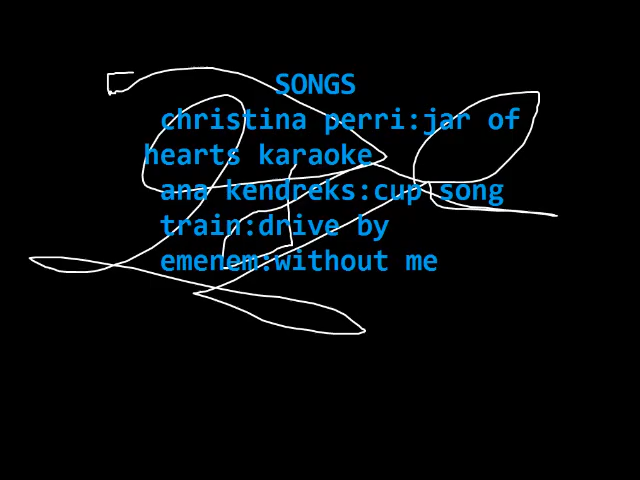 SONGS
christina perri:jar of
hearts karaoke
ana kendreks:cup song
train:drive by
emenem:without me